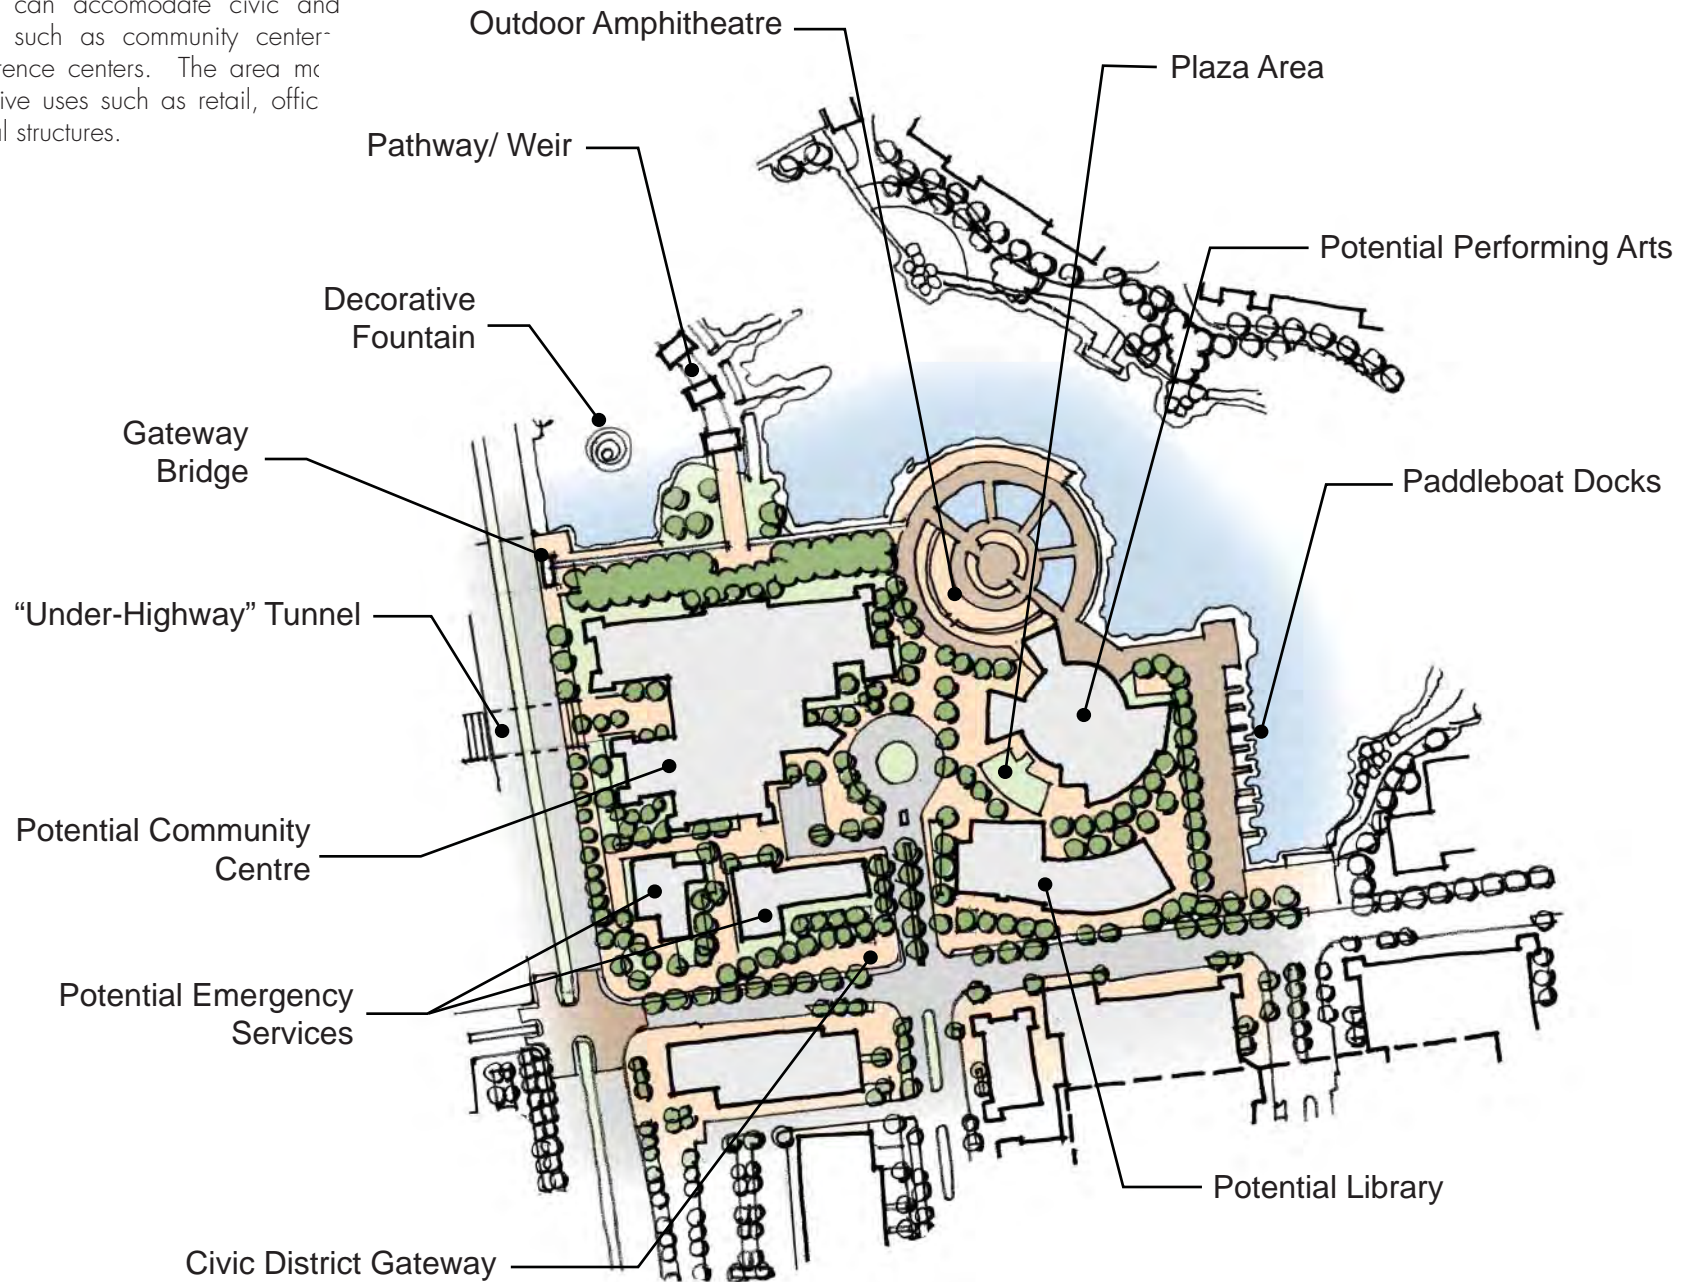 can accomodate civic and
such as community center
rence centers. The area
ive uses such as retail, offic
al structures.
Outdoor Amphitheatre
Plaza Area
Pathway/ Weir
Potential Performing Arts
Decorative
Fountain
Gateway
Bridge
Paddleboat Docks
“Under-Highway” Tunnel
Potential Community
Centre
Potential Emergency
Services
Potential Library
Civic District Gateway